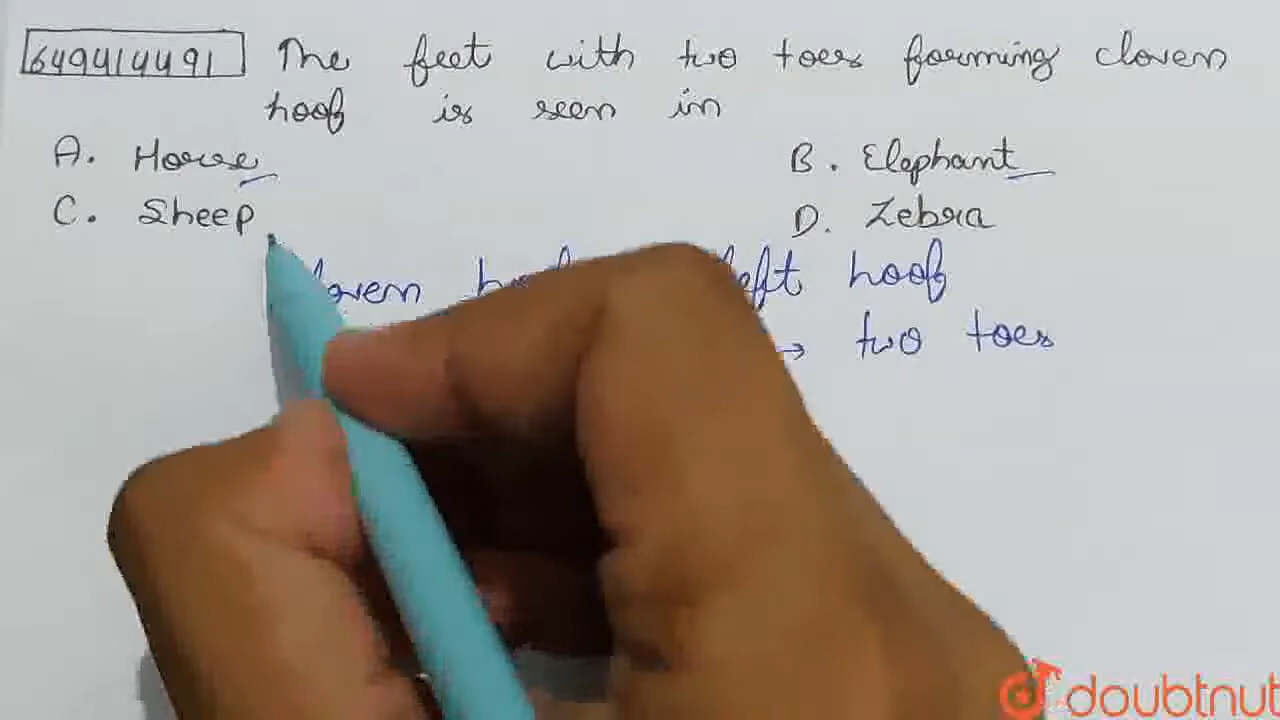 649414491 The feet with two toes forming cloven
hoof is seen in
A. Horse B. Elephant
C. Sheep D. Zebra
hoof
→ two toes
doubtnut